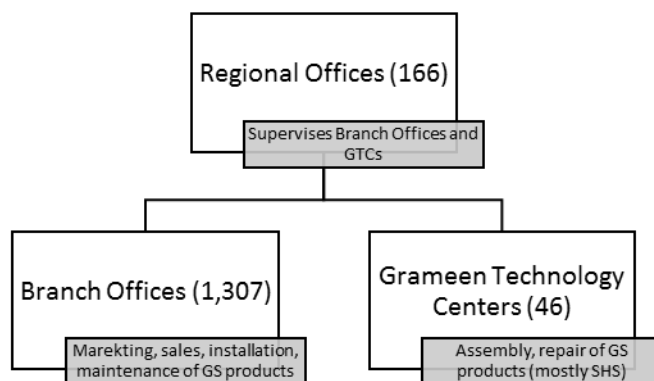 Regional Offices (166)
Supervises Branch Offices and
GTCs
Branch Offices (1,307)
Marekting, sales, installation,
maintenance of GS products
Grameen Technology
Centers (46)
Assembly, repair of GS
products (mostly SHS)